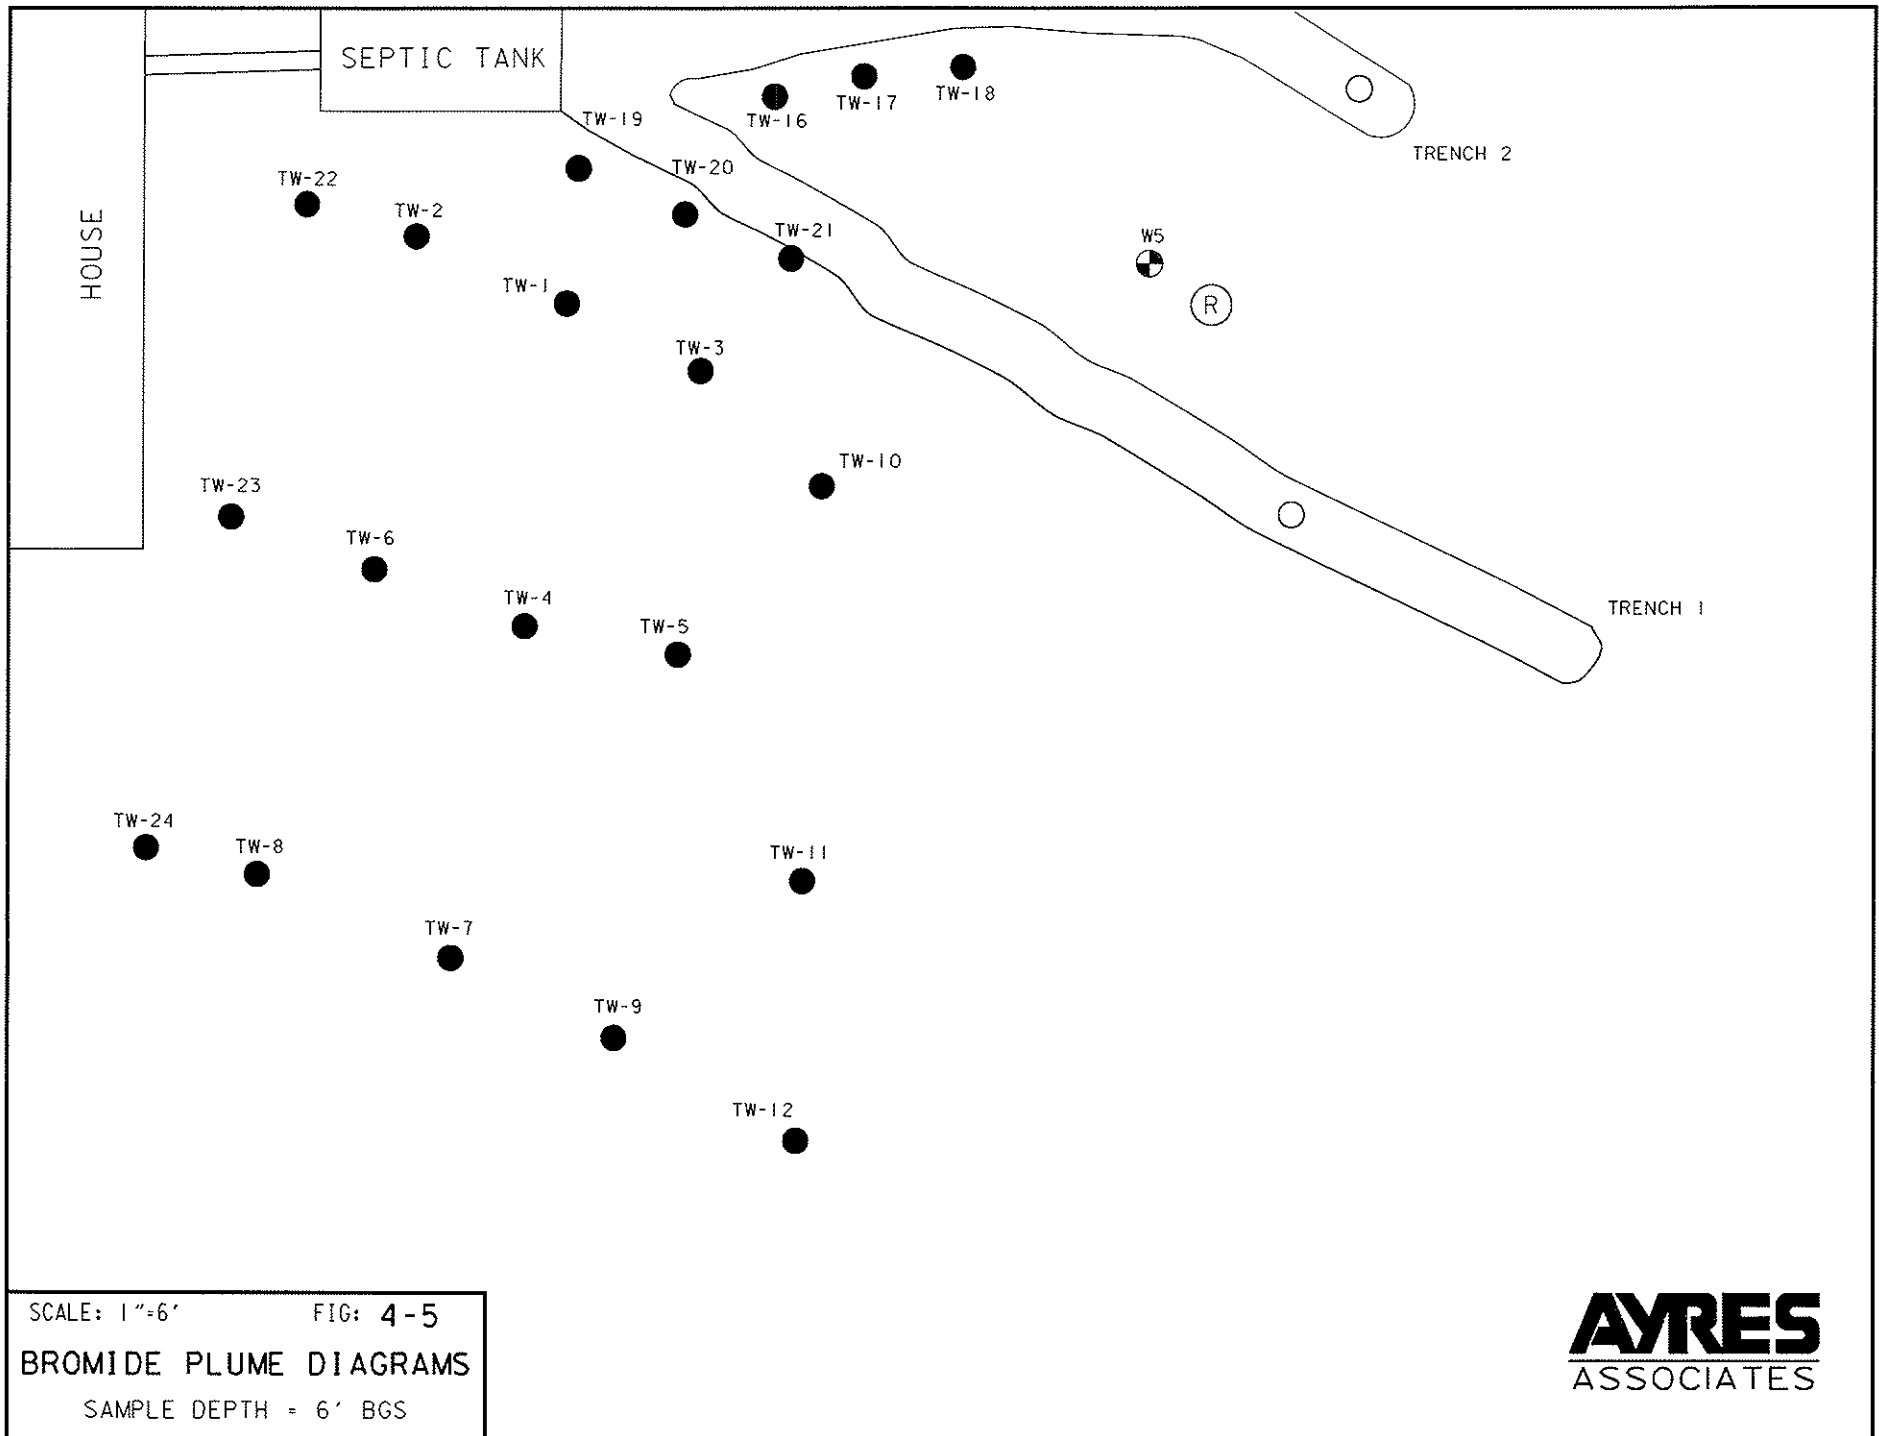 SEPTIC TANK
TW-19
TW-16
TW-17
TW-18
TRENCH 2
TW-20
TW-22
TW-2
TW-21
W5
HOUSE
TW-1
R
TW-3
TW-10
TW-23
TW-6
TW-4
TW-5
TRENCH 1
TW-24
TW-8
TW-11
TW-7
TW-9
TW-12
SCALE: 1"=6' FIG: 4-5
BROMIDE PLUME DIAGRAMS
SAMPLE DEPTH = 6' BGS
AYRES
ASSOCIATES